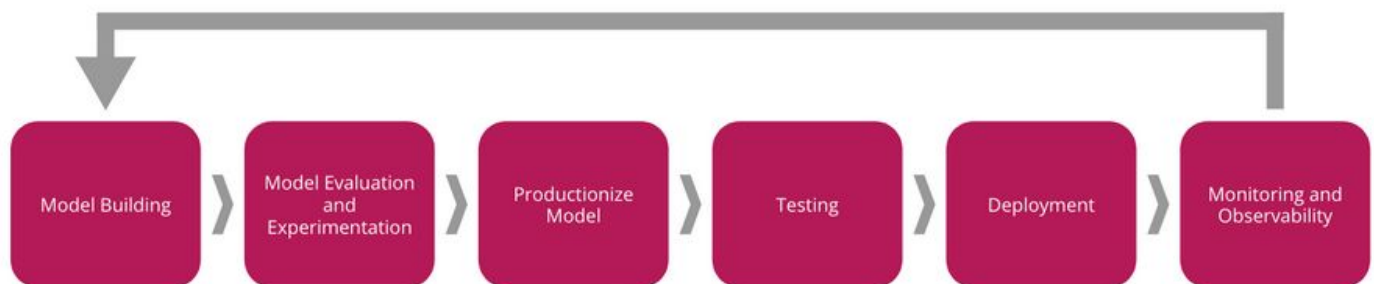 Model Building
Model Evaluation
and
Experimentation
Productionize
Model
Testing
Deployment
Monitoring and
Observability